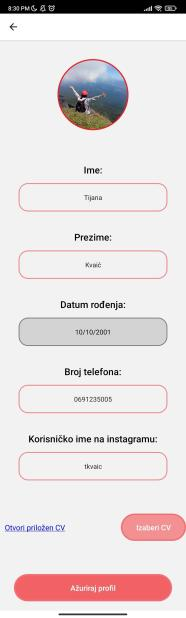 8:30 PM
Ime:
Tijana
Prezime:
Kvaić
Datum rođenja:
10/10/2001
Broj telefona:
0691235005
Korisničko ime na instagramu:
tkvaic
Otvori priložen CV
Izaberi CV
Ažuriraj profil